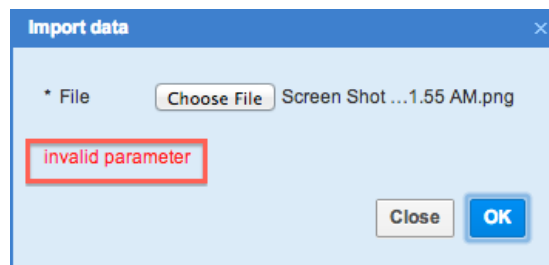 Import data ×
* File Choose File Screen Shot ...1.55 AM.png
invalid parameter
Close OK